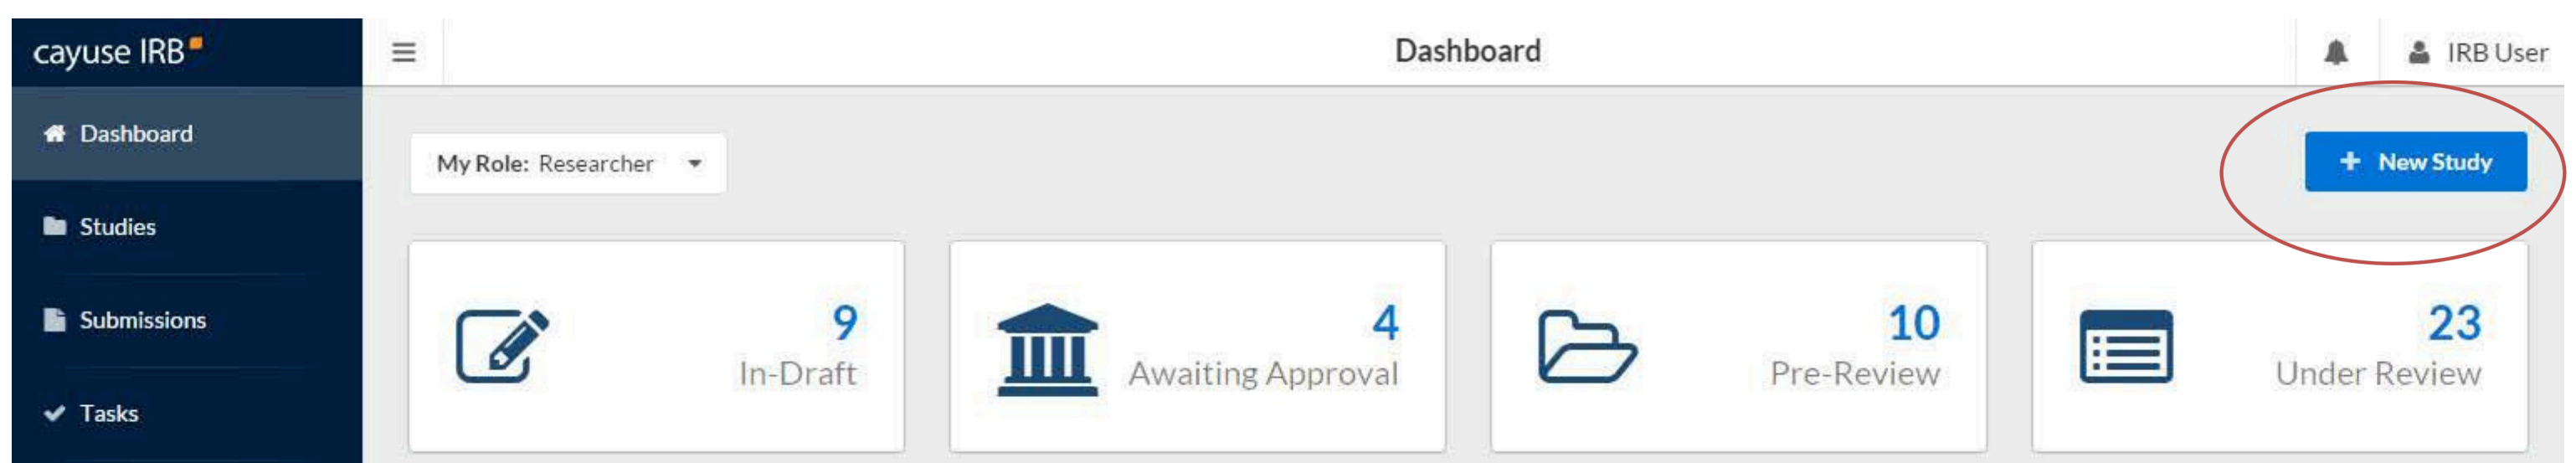 cayuse IRB
Dashboard
IRB User
Dashboard
My Role: Researcher
+ New Study
Studies
Submissions
Tasks
9
In-Draft
4
Awaiting Approval
10
Pre-Review
23
Under Review